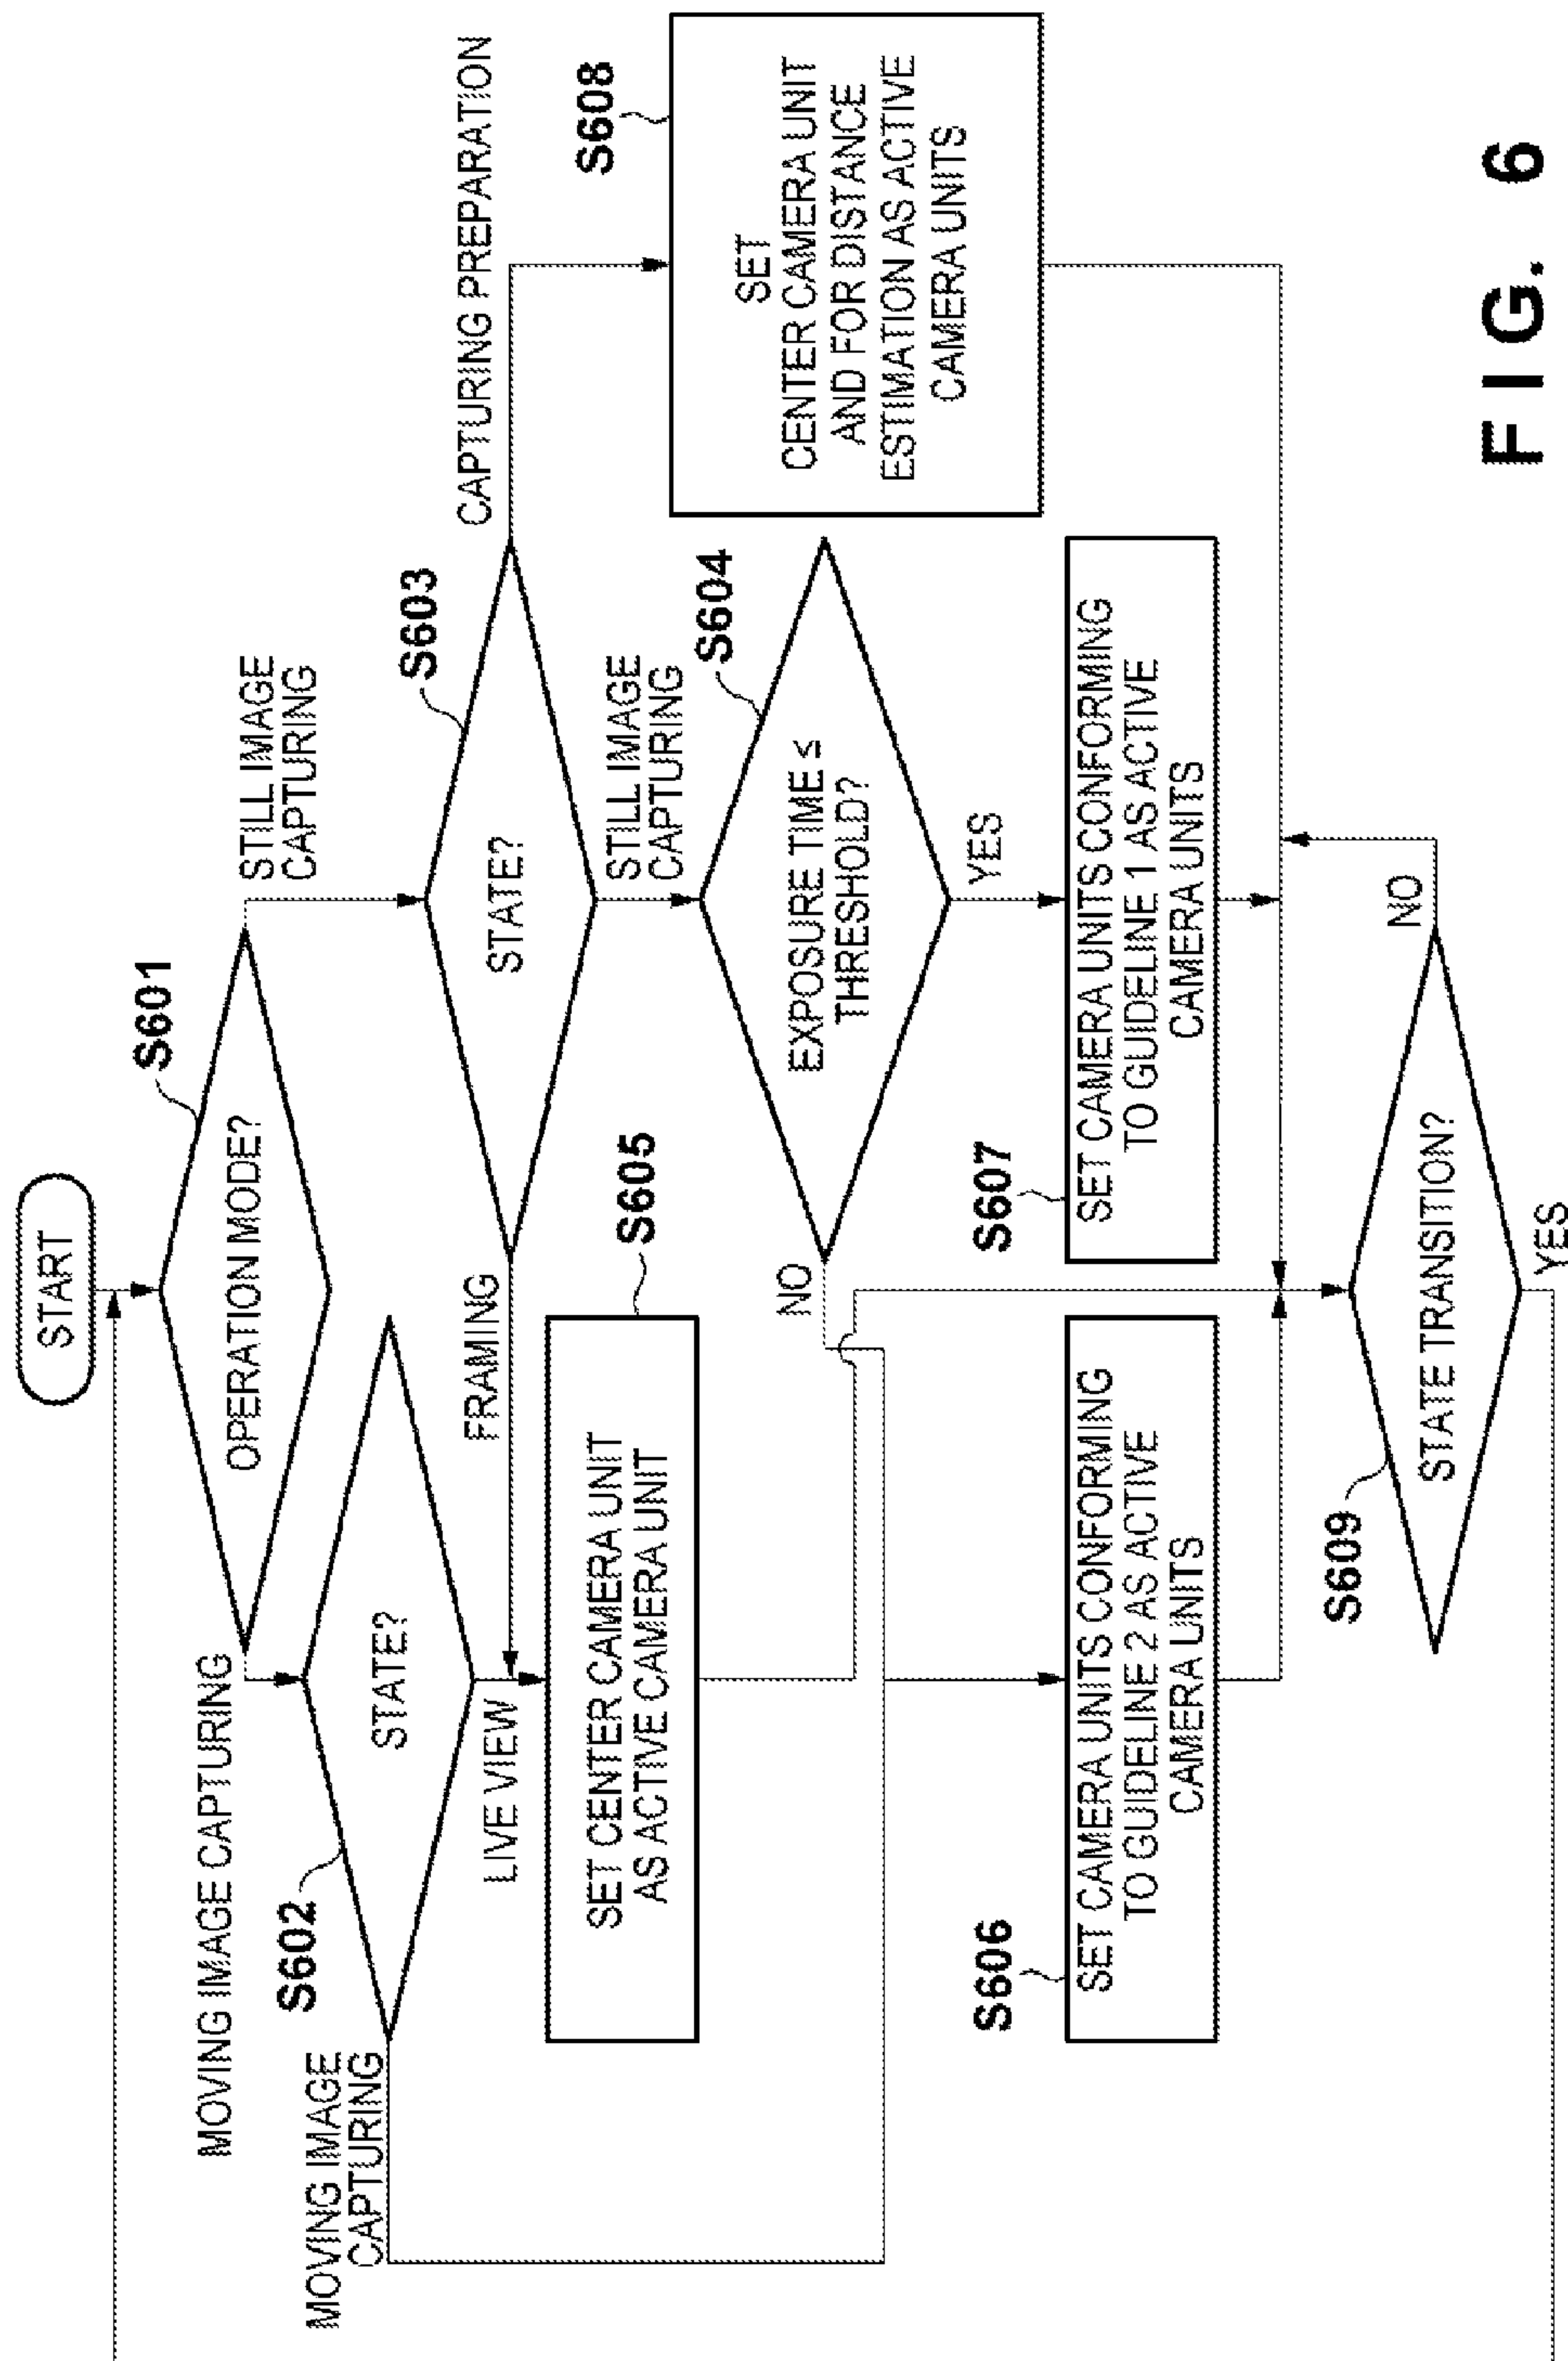 START
S601
OPERATION MODE?
MOVING IMAGE CAPTURING
STILL IMAGE
CAPTURING
S602
STATE?
MOVING IMAGE
CAPTURING
LIVE VIEW
S603
STATE?
FRAMING
CAPTURING PREPARATION
STILL IMAGE
CAPTURING
S605
SET CENTER CAMERA UNIT
AS ACTIVE CAMERA UNIT
S604
EXPOSURE TIME ≤
THRESHOLD?
NO
YES
S608
SET
CENTER CAMERA UNIT
AND FOR DISTANCE
ESTIMATION AS ACTIVE
CAMERA UNITS
S606
SET CAMERA UNITS CONFORMING
TO GUIDELINE 2 AS ACTIVE
CAMERA UNITS
S607
SET CAMERA UNITS CONFORMING
TO GUIDELINE 1 AS ACTIVE
CAMERA UNITS
S609
STATE TRANSITION?
NO
YES
FIG. 6